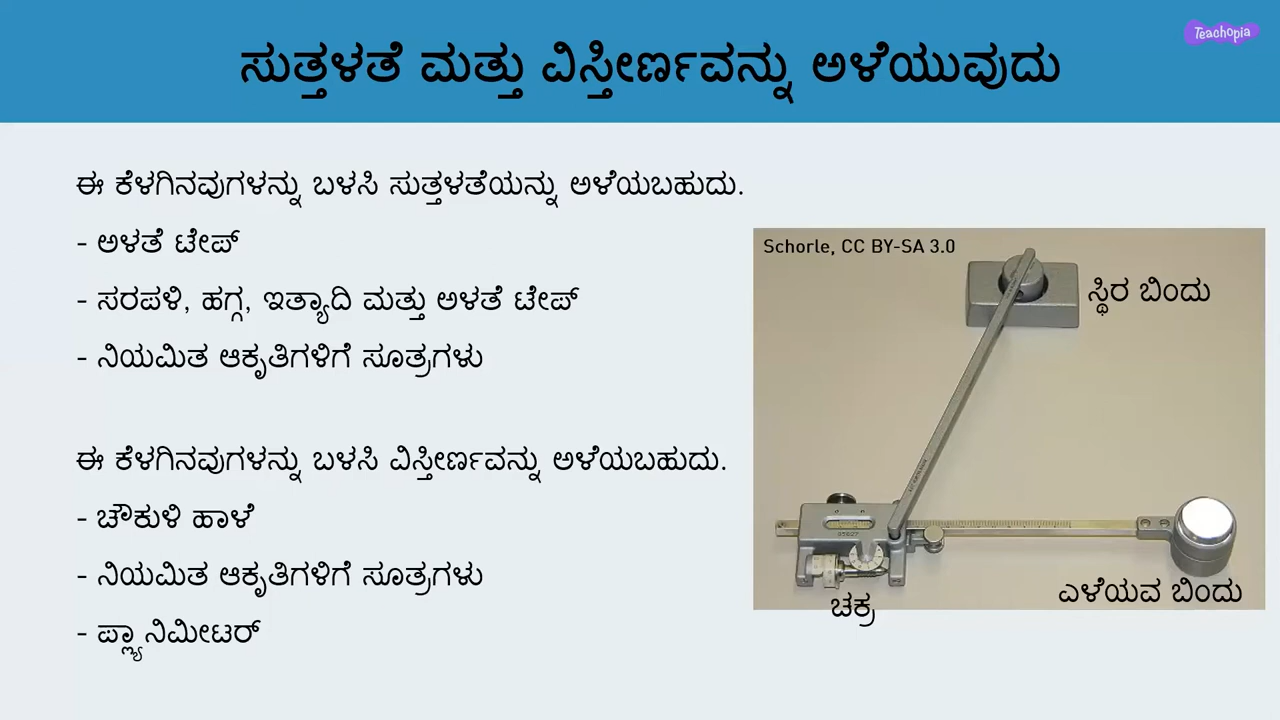 Teachopia
ಸುತ್ತಳತೆ ಮತ್ತು ವಿಸ್ತೀರ್ಣವನ್ನು ಅಳೆಯುವುದು
ಈ ಕೆಳಗಿನವುಗಳನ್ನು ಬಳಸಿ ಸುತ್ತಳತೆಯನ್ನು ಅಳೆಯಬಹುದು.
- ಅಳತೆ ಟೇಪ್
- ಸರಪಳಿ, ಹಗ್ಗ, ಇತ್ಯಾದಿ ಮತ್ತು ಅಳತೆ ಟೇಪ್
- ನಿಯಮಿತ ಆಕೃತಿಗಳಿಗೆ ಸೂತ್ರಗಳು
ಈ ಕೆಳಗಿನವುಗಳನ್ನು ಬಳಸಿ ವಿಸ್ತೀರ್ಣವನ್ನು ಅಳೆಯಬಹುದು.
- ಚೌಕುಳಿ ಹಾಳೆ
- ನಿಯಮಿತ ಆಕೃತಿಗಳಿಗೆ ಸೂತ್ರಗಳು
- ಪ್ಲ್ಯಾನಿಮೀಟರ್
Schorle, CC BY-SA 3.0
ಸ್ಥಿರ ಬಿಂದು
ಎಳೆಯವ ಬಿಂದು
ಚಕ್ರ